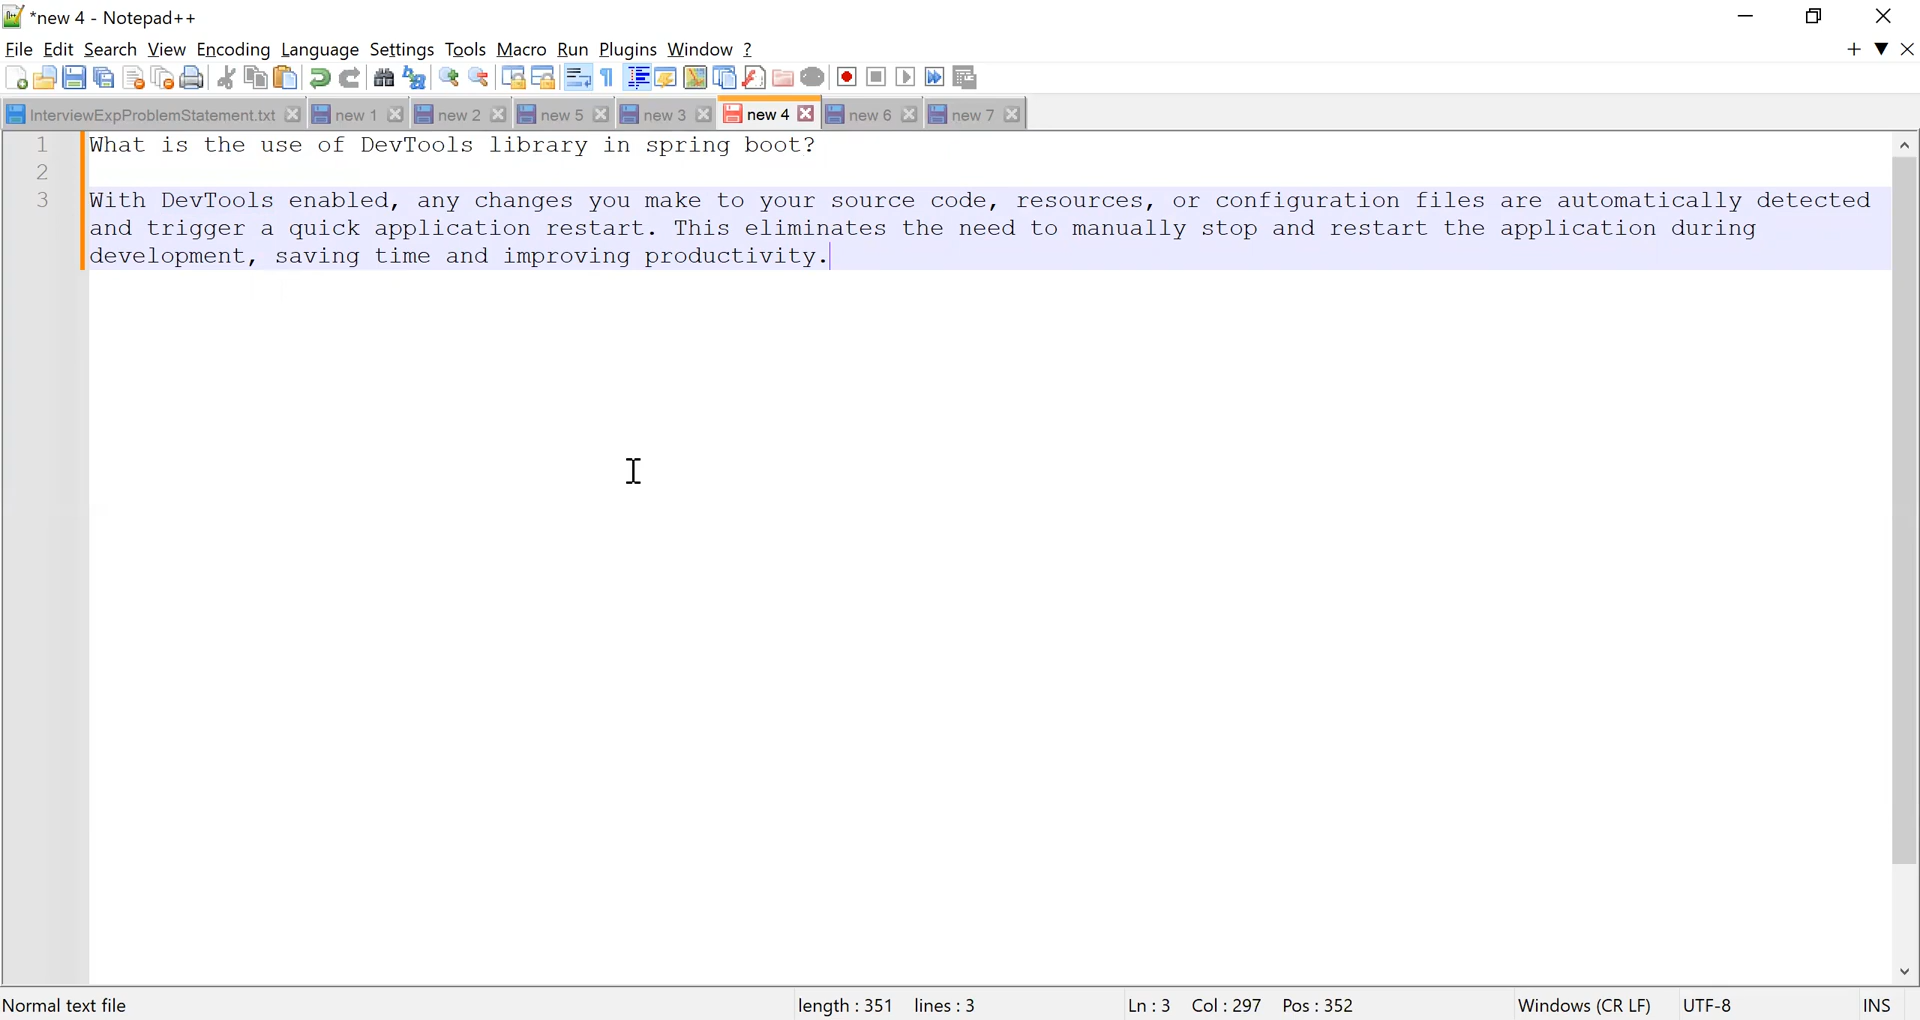 *new 4 - Notepad++
File Edit Search View Encoding Language Settings Tools Macro Run Plugins Window ?
InterviewExpProblemStatement.txt new 1 new 2 new 5 new 3 new 4 new 6 new 7
1 What is the use of DevTools library in spring boot?
2
3 With DevTools enabled, any changes you make to your source code, resources, or configuration files are automatically detected
and trigger a quick application restart. This eliminates the need to manually stop and restart the application during
development, saving time and improving productivity.
Normal text file length : 351 lines : 3 Ln : 3 Col : 297 Pos : 352 Windows (CR LF) UTF-8 INS